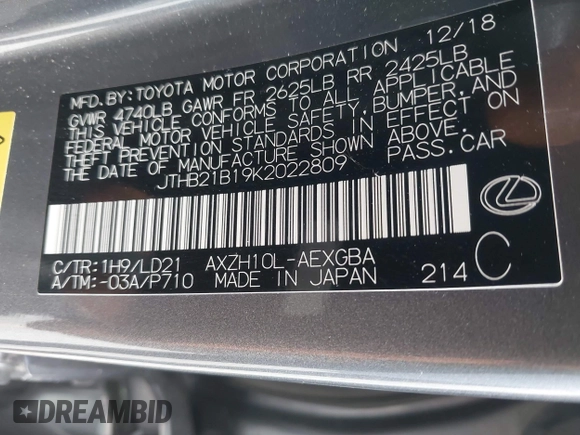 MFD. BY: TOYOTA MOTOR CORPORATION 12/18
GVWR 4740LB GAWR FR 2625LB RR 2425LB
THIS VEHICLE CONFORMS TO ALL APPLICABLE
FEDERAL MOTOR VEHICLE SAFETY, BUMPER, AND
THEFT PREVENTION STANDARDS IN EFFECT ON
THE DATE OF MANUFACTURE SHOWN ABOVE.
JTHB21B19K2022809 PASS. CAR
C/TR: 1H9/LD21 AXZH10L-AEXGBA
A/TM: -03A/P710 MADE IN JAPAN 214 C
DREAMBID